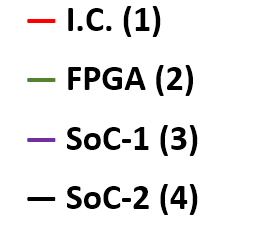 I.C. (1)
FPGA (2)
SoC-1 (3)
SoC-2 (4)